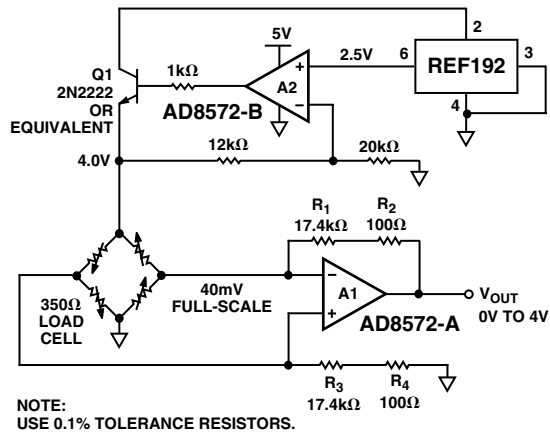 2
5V
1kΩ
2.5V
6
REF192
3
Q1
2N2222
OR
EQUIVALENT
+
A2
−
4
AD8572-B
12kΩ
20kΩ
4.0V
R1
17.4kΩ
R2
100Ω
350Ω
LOAD
CELL
40mV
FULL-SCALE
−
A1
+
AD8572-A
VOUT
0V TO 4V
R3
17.4kΩ
R4
100Ω
NOTE:
USE 0.1% TOLERANCE RESISTORS.